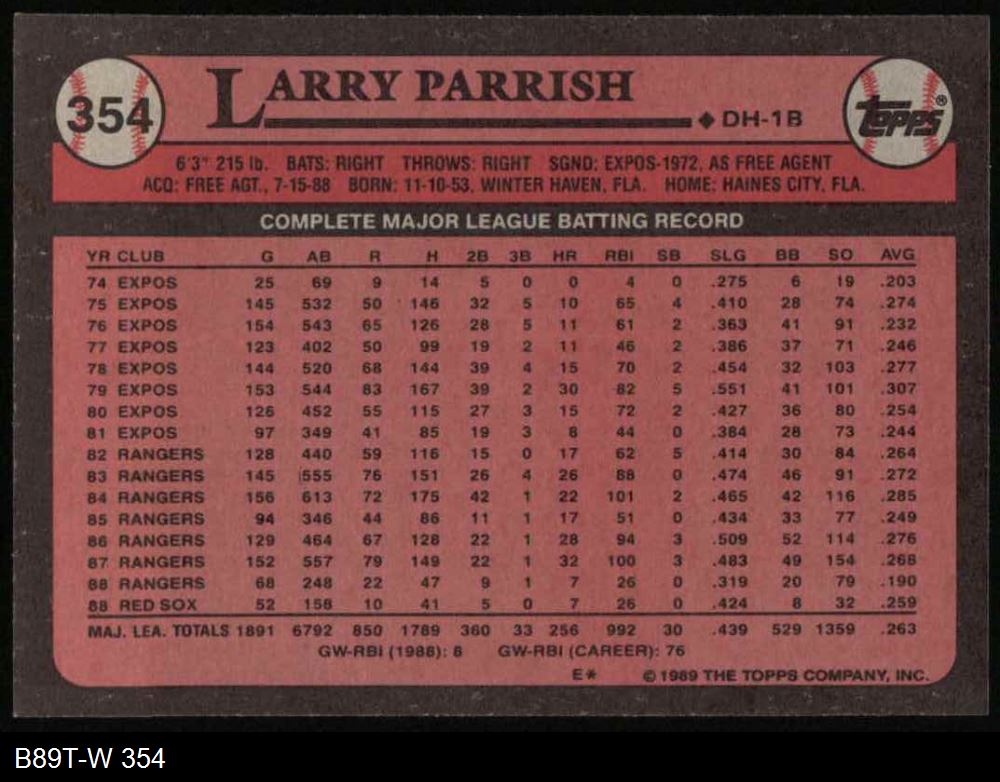 354
LARRY PARRISH
◆ DH-1B
TOPPS®
6'3" 215 lb. BATS: RIGHT THROWS: RIGHT SGND: EXPOS-1972, AS FREE AGENT
ACQ: FREE AGT., 7-15-88 BORN: 11-10-53, WINTER HAVEN, FLA. HOME: HAINES CITY, FLA.
COMPLETE MAJOR LEAGUE BATTING RECORD
YR CLUB G AB R H 2B 3B HR RBI SB SLG BB SO AVG
74 EXPOS 25 69 9 14 5 0 0 4 0 .275 6 19 .203
75 EXPOS 145 532 50 146 32 5 10 65 4 .410 28 74 .274
76 EXPOS 154 543 65 126 28 5 11 61 2 .363 41 91 .232
77 EXPOS 123 402 50 99 19 2 11 46 2 .386 37 71 .246
78 EXPOS 144 520 68 144 39 4 15 70 2 .454 32 103 .277
79 EXPOS 153 544 83 167 39 2 30 82 5 .551 41 101 .307
80 EXPOS 126 452 55 115 27 3 15 72 2 .427 36 80 .254
81 EXPOS 97 349 41 85 19 3 8 44 0 .384 28 73 .244
82 RANGERS 128 440 59 116 15 0 17 62 5 .414 30 84 .264
83 RANGERS 145 555 76 151 26 4 26 88 0 .474 46 91 .272
84 RANGERS 156 613 72 175 42 1 22 101 2 .465 42 116 .285
85 RANGERS 94 346 44 86 11 1 17 51 0 .434 33 77 .249
86 RANGERS 129 464 67 128 22 1 28 94 3 .509 52 114 .276
87 RANGERS 152 557 79 149 22 1 32 100 3 .483 49 154 .268
88 RANGERS 68 248 22 47 9 1 7 26 0 .319 20 79 .190
88 RED SOX 52 158 10 41 5 0 7 26 0 .424 8 32 .259
MAJ. LEA. TOTALS 1891 6792 850 1789 360 33 256 992 30 .439 529 1359 .263
GW-RBI (1988): 8 GW-RBI (CAREER): 76
E* © 1989 THE TOPPS COMPANY, INC.
B89T-W 354